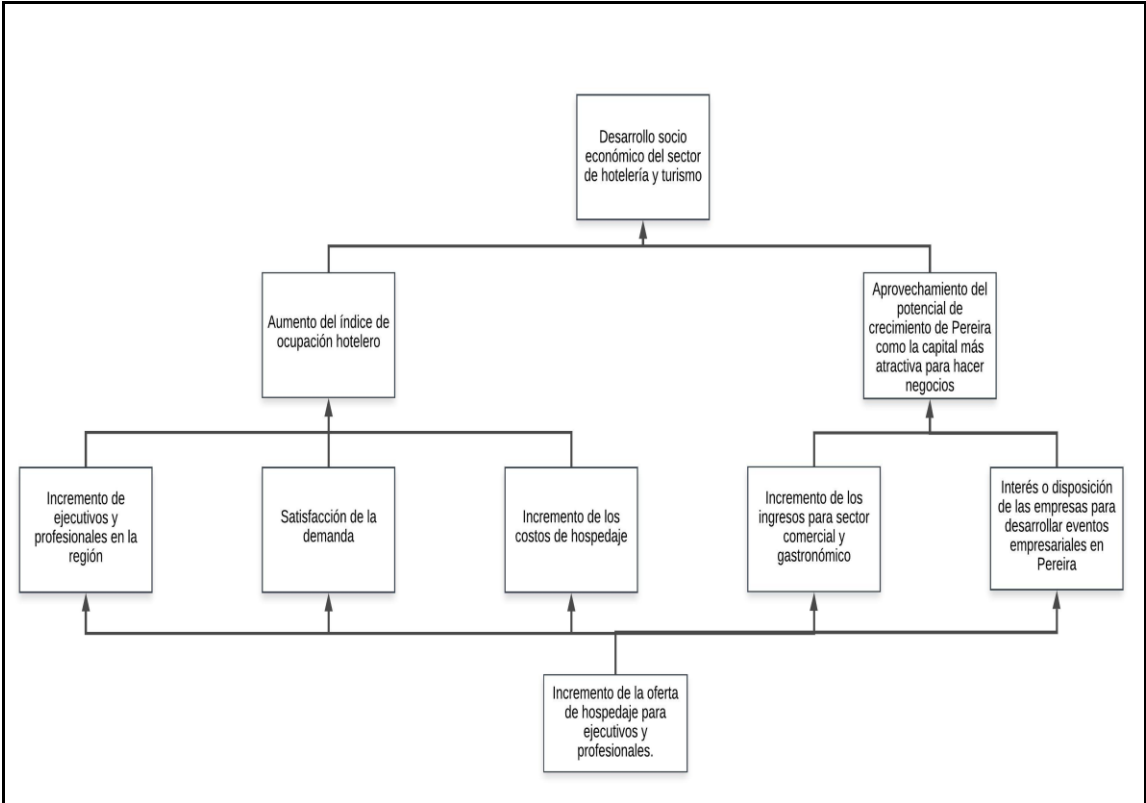 Desarrollo socio
económico del sector
de hotelería y turismo
Aumento del índice de
ocupación hotelero
Aprovechamiento del
potencial de
crecimiento de Pereira
como la capital más
atractiva para hacer
negocios
Incremento de
ejecutivos y
profesionales en la
región
Satisfacción de la
demanda
Incremento de los
costos de hospedaje
Incremento de los
ingresos para sector
comercial y
gastronómico
Interés o disposición
de las empresas para
desarrollar eventos
empresariales en
Pereira
Incremento de la oferta
de hospedaje para
ejecutivos y
profesionales.